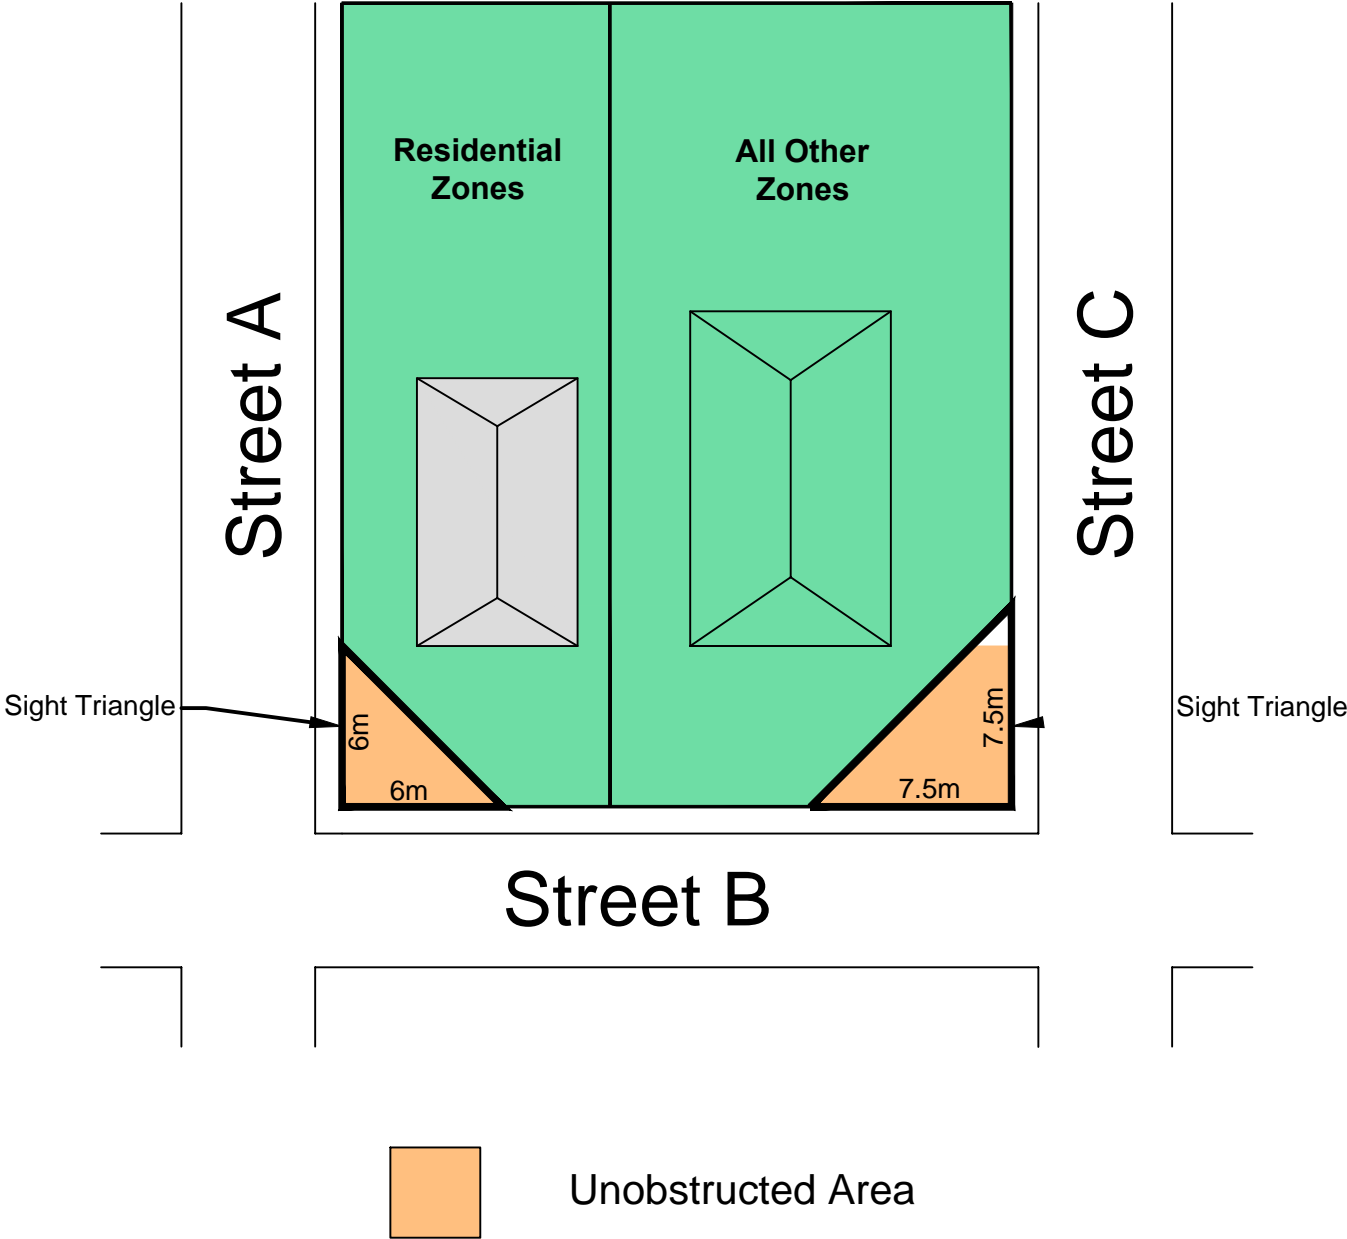 Residential
Zones
All Other
Zones
Street A
Street C
Sight Triangle
6m
6m
7.5m
7.5m
Sight Triangle
Street B
Unobstructed Area